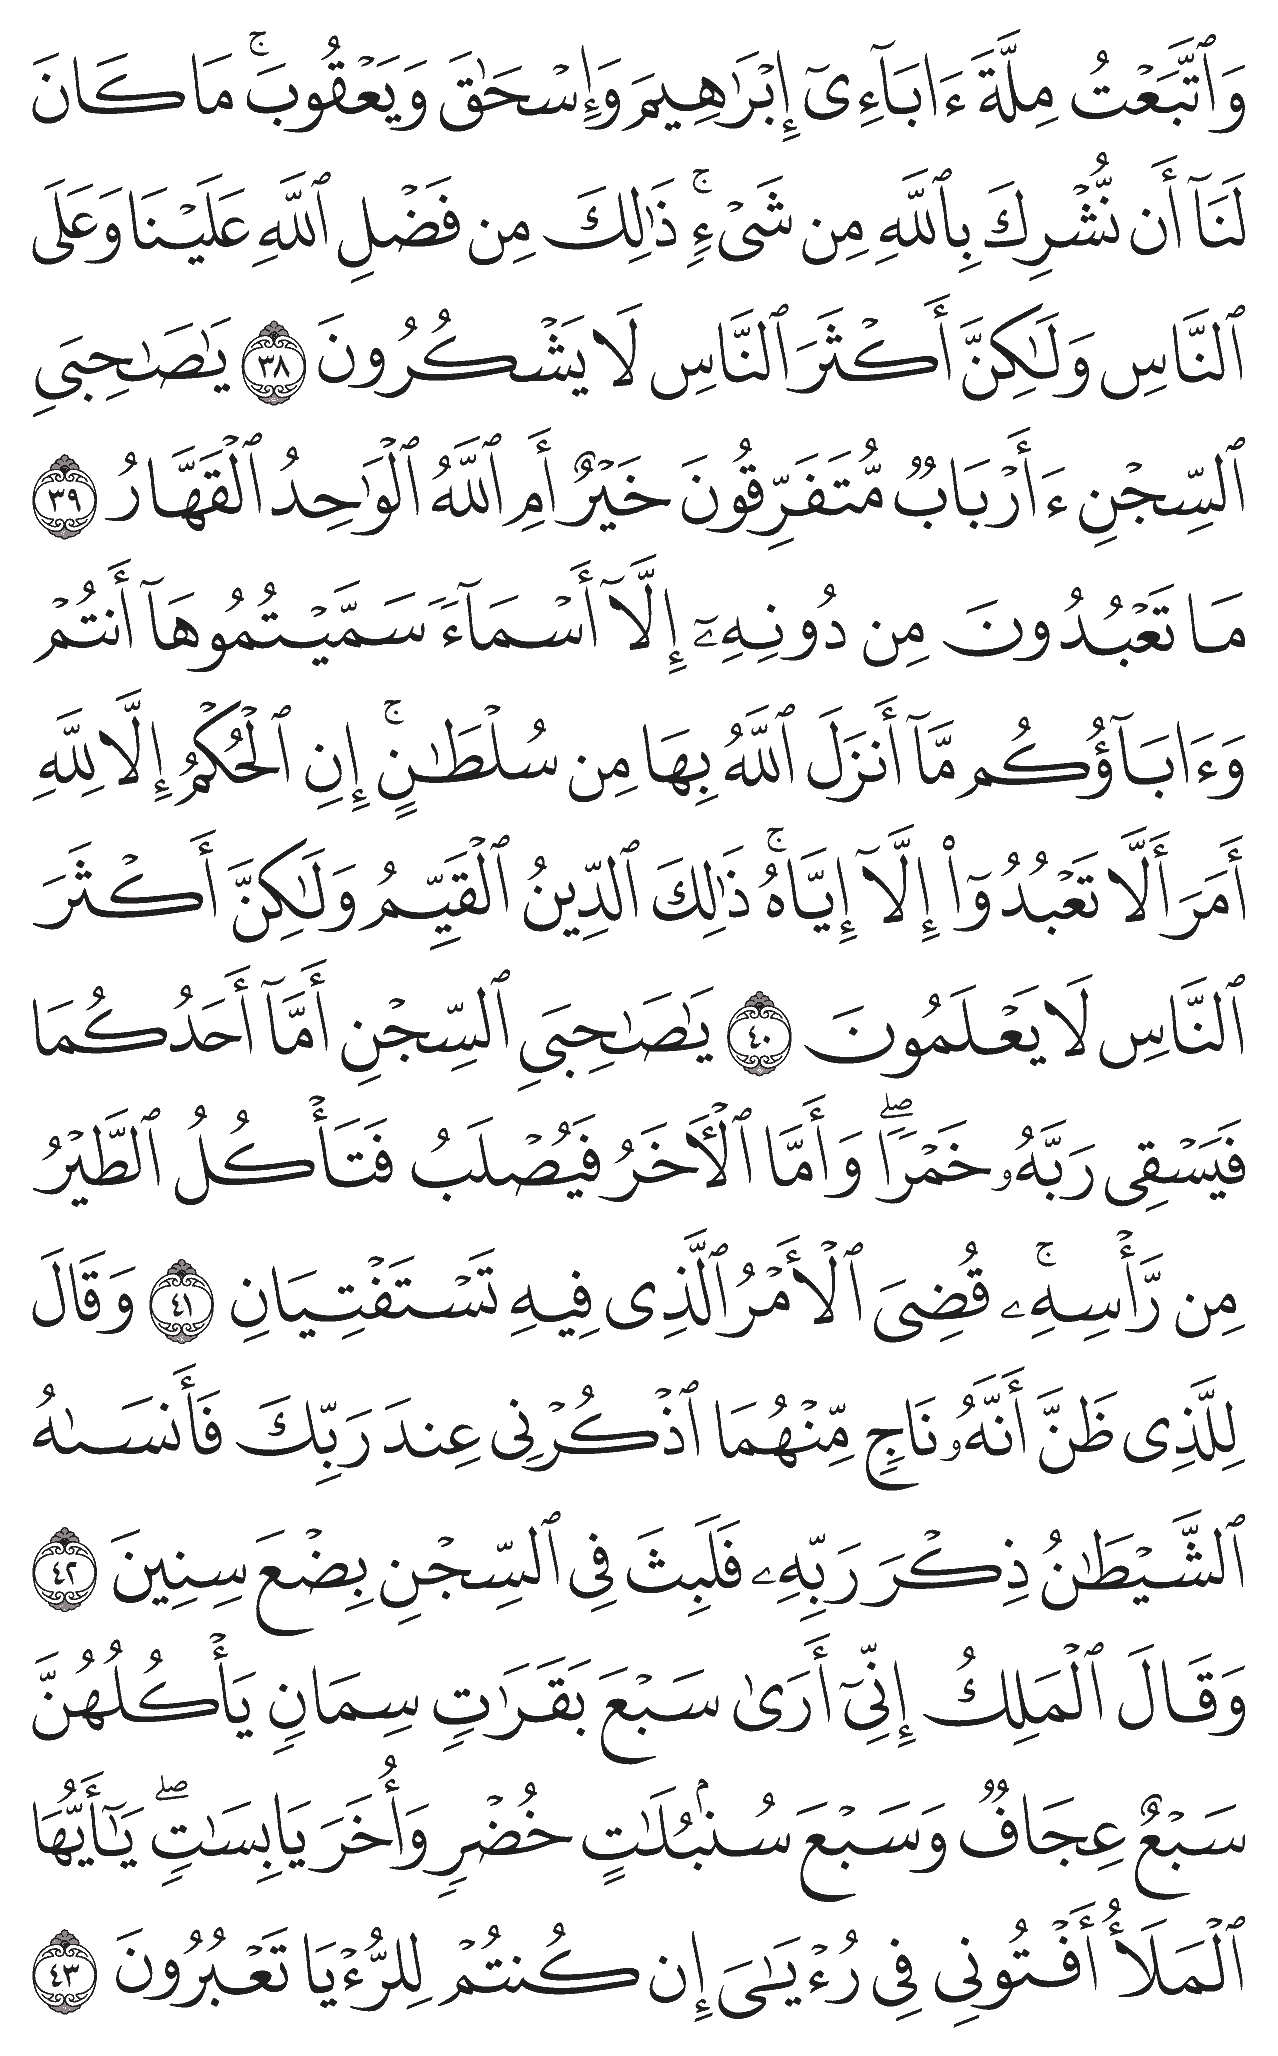 وَٱتَّبَعۡتُ مِلَّةَ ءَابَآءِيٓ إِبۡرَٰهِيمَ وَإِسۡحَٰقَ وَيَعۡقُوبَۚ مَا كَانَ
لَنَآ أَن نُّشۡرِكَ بِٱللَّهِ مِن شَيۡءٖۚ ذَٰلِكَ مِن فَضۡلِ ٱللَّهِ عَلَيۡنَا وَعَلَى
ٱلنَّاسِ وَلَٰكِنَّ أَكۡثَرَ ٱلنَّاسِ لَا يَشۡكُرُونَ ٣٨ يَٰصَٰحِبَيِ
ٱلسِّجۡنِ ءَأَرۡبَابٞ مُّتَفَرِّقُونَ خَيۡرٌ أَمِ ٱللَّهُ ٱلۡوَٰحِدُ ٱلۡقَهَّارُ ٣٩
مَا تَعۡبُدُونَ مِن دُونِهِۦٓ إِلَّآ أَسۡمَآءٗ سَمَّيۡتُمُوهَآ أَنتُمۡ
وَءَابَآؤُكُم مَّآ أَنزَلَ ٱللَّهُ بِهَا مِن سُلۡطَٰنٍۚ إِنِ ٱلۡحُكۡمُ إِلَّا لِلَّهِ
أَمَرَ أَلَّا تَعۡبُدُوٓاْ إِلَّآ إِيَّاهُۚ ذَٰلِكَ ٱلدِّينُ ٱلۡقَيِّمُ وَلَٰكِنَّ أَكۡثَرَ
ٱلنَّاسِ لَا يَعۡلَمُونَ ٤٠ يَٰصَٰحِبَيِ ٱلسِّجۡنِ أَمَّآ أَحَدُكُمَا
فَيَسۡقِي رَبَّهُۥ خَمۡرٗاۖ وَأَمَّا ٱلۡأٓخَرُ فَيُصۡلَبُ فَتَأۡكُلُ ٱلطَّيۡرُ
مِن رَّأۡسِهِۦۚ قُضِيَ ٱلۡأَمۡرُ ٱلَّذِي فِيهِ تَسۡتَفۡتِيَانِ ٤١ وَقَالَ
لِلَّذِي ظَنَّ أَنَّهُۥ نَاجٖ مِّنۡهُمَا ٱذۡكُرۡنِي عِندَ رَبِّكَ فَأَنسَىٰهُ
ٱلشَّيۡطَٰنُ ذِكۡرَ رَبِّهِۦ فَلَبِثَ فِي ٱلسِّجۡنِ بِضۡعَ سِنِينَ ٤٢
وَقَالَ ٱلۡمَلِكُ إِنِّيٓ أَرَىٰ سَبۡعَ بَقَرَٰتٖ سِمَانٖ يَأۡكُلُهُنَّ
سَبۡعٌ عِجَافٞ وَسَبۡعَ سُنۢبُلَٰتٍ خُضۡرٖ وَأُخَرَ يَابِسَٰتٖۖ يَٰٓأَيُّهَا
ٱلۡمَلَأُ أَفۡتُونِي فِي رُءۡيَٰيَ إِن كُنتُمۡ لِلرُّءۡيَا تَعۡبُرُونَ ٤٣